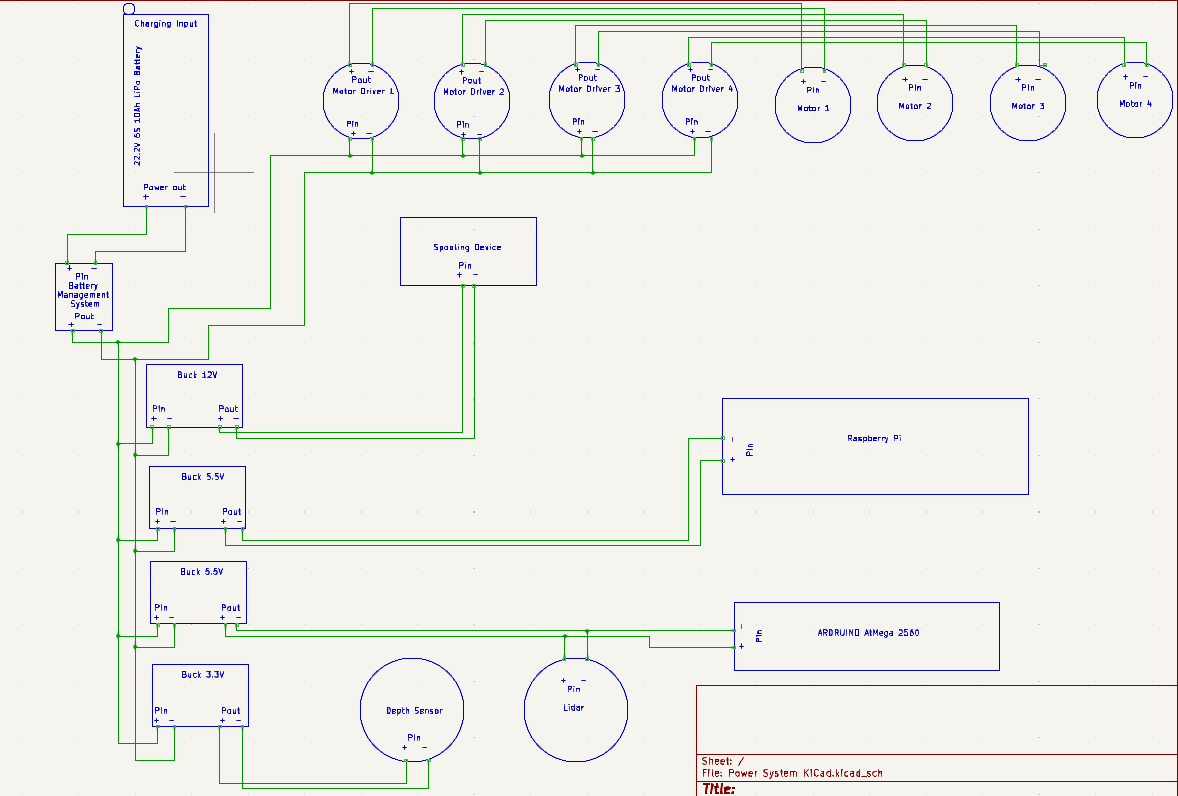 Charging Input
22.2V 6S 10Ah LiPo Battery
Power out
+ −
+ −
Pout
Motor Driver 1
Pin
+ −
+ −
Pout
Motor Driver 2
Pin
+ −
+ −
Pout
Motor Driver 3
Pin
+ −
+ −
Pout
Motor Driver 4
Pin
+ −
+ −
Pin
Motor 1
+ −
Pin
Motor 2
+ −
Pin
Motor 3
+ −
Pin
Motor 4
+ −
Pin
Battery
Management
System
Pout
+ −
Spooling Device
Pin
+ −
Buck 12V
Pin Pout
+ − + −
Buck 5.5V
Pin Pout
+ − + −
Raspberry Pi
Pin
−
+
Buck 5.5V
Pin Pout
+ − + −
ARDRUINO AtMega 2560
Pin
−
+
Buck 3.3V
Pin Pout
+ − + −
Depth Sensor
Pin
+ −
+ −
Pin
Lidar
Sheet: /
File: Power System KiCad.kicad_sch
Title: